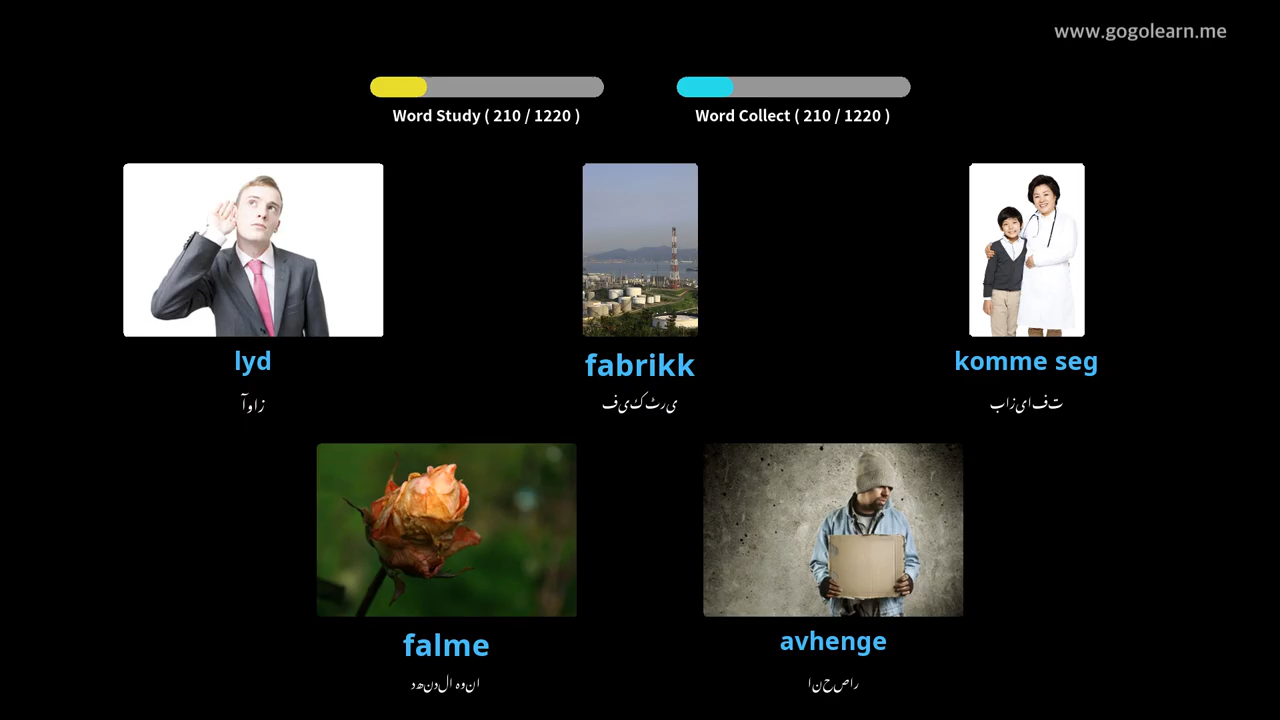 www.gogolearn.me
Word Study ( 210 / 1220 )
Word Collect ( 210 / 1220 )
lyd
fabrikk
komme seg
آواز
فیکٹری
بازیافت
falme
avhenge
دھندلا ہونا
انحصار